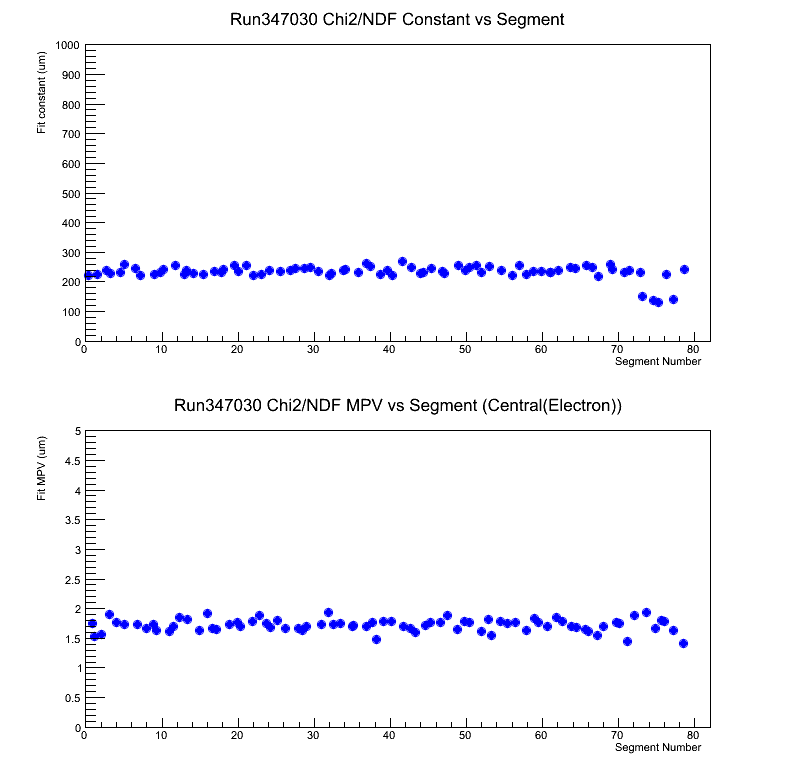 Run347030 Chi2/NDF Constant vs Segment
Fit constant (um)
1000
900
800
700
600
500
400
300
200
100
0
0 10 20 30 40 50 60 70 80
Segment Number
Run347030 Chi2/NDF MPV vs Segment (Central(Electron))
Fit MPV (um)
5
4.5
4
3.5
3
2.5
2
1.5
1
0.5
0
0 10 20 30 40 50 60 70 80
Segment Number